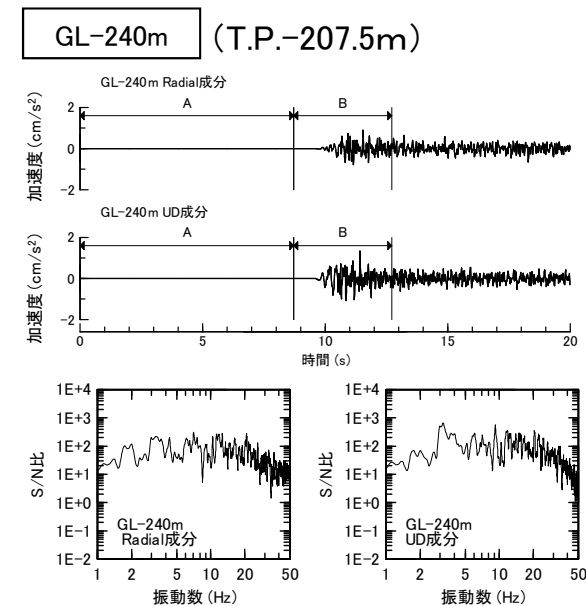 GL-240m (T.P.-207.5m)
GL-240m Radial成分
加速度(cm/s²)
2
0
-2
A
B
GL-240m UD成分
加速度(cm/s²)
2
0
-2
A
B
0
5
10
15
20
時間(s)
S/N比
1E+4
1E+3
1E+2
1E+1
1E+0
1E-1
1E-2
GL-240m
Radial成分
1
2
5
10
20
50
振動数(Hz)
S/N比
1E+4
1E+3
1E+2
1E+1
1E+0
1E-1
1E-2
GL-240m
UD成分
1
2
5
10
20
50
振動数(Hz)